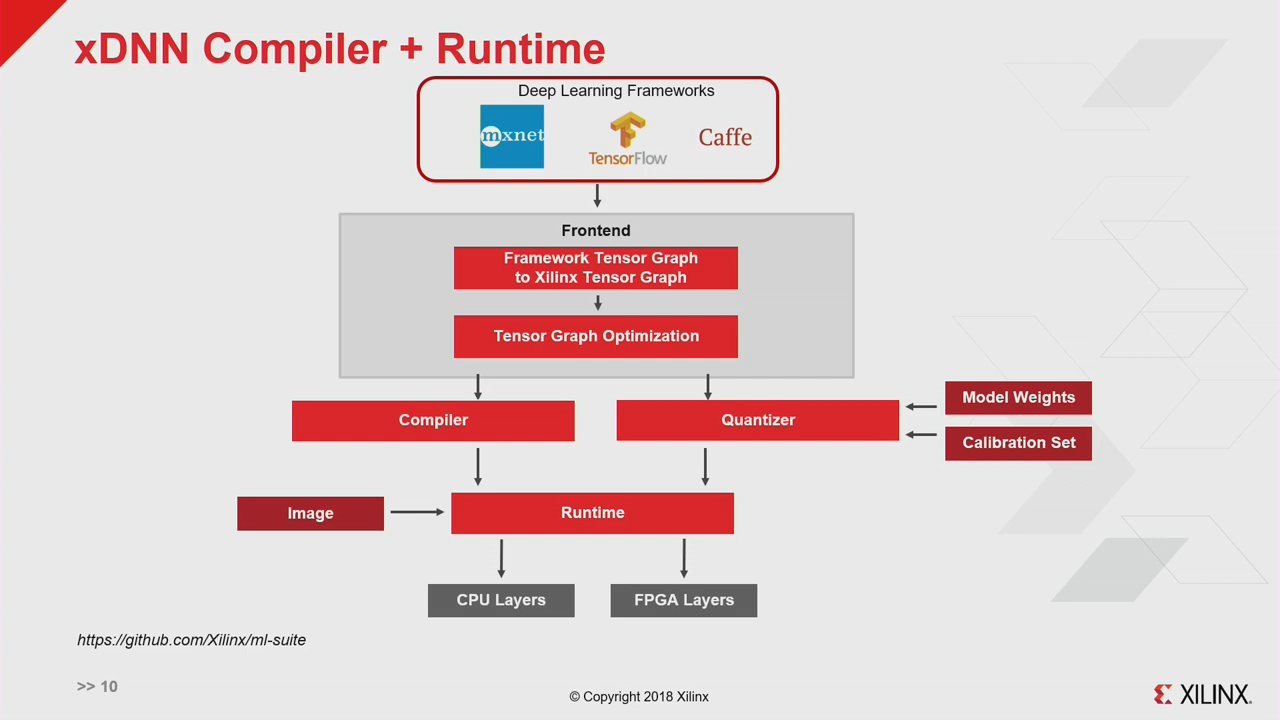 xDNN Compiler + Runtime
Deep Learning Frameworks
mxnet
TensorFlow
Caffe
Frontend
Framework Tensor Graph
to Xilinx Tensor Graph
Tensor Graph Optimization
Compiler
Quantizer
Model Weights
Calibration Set
Image
Runtime
CPU Layers
FPGA Layers
https://github.com/Xilinx/ml-suite
>> 10
© Copyright 2018 Xilinx
XILINX.